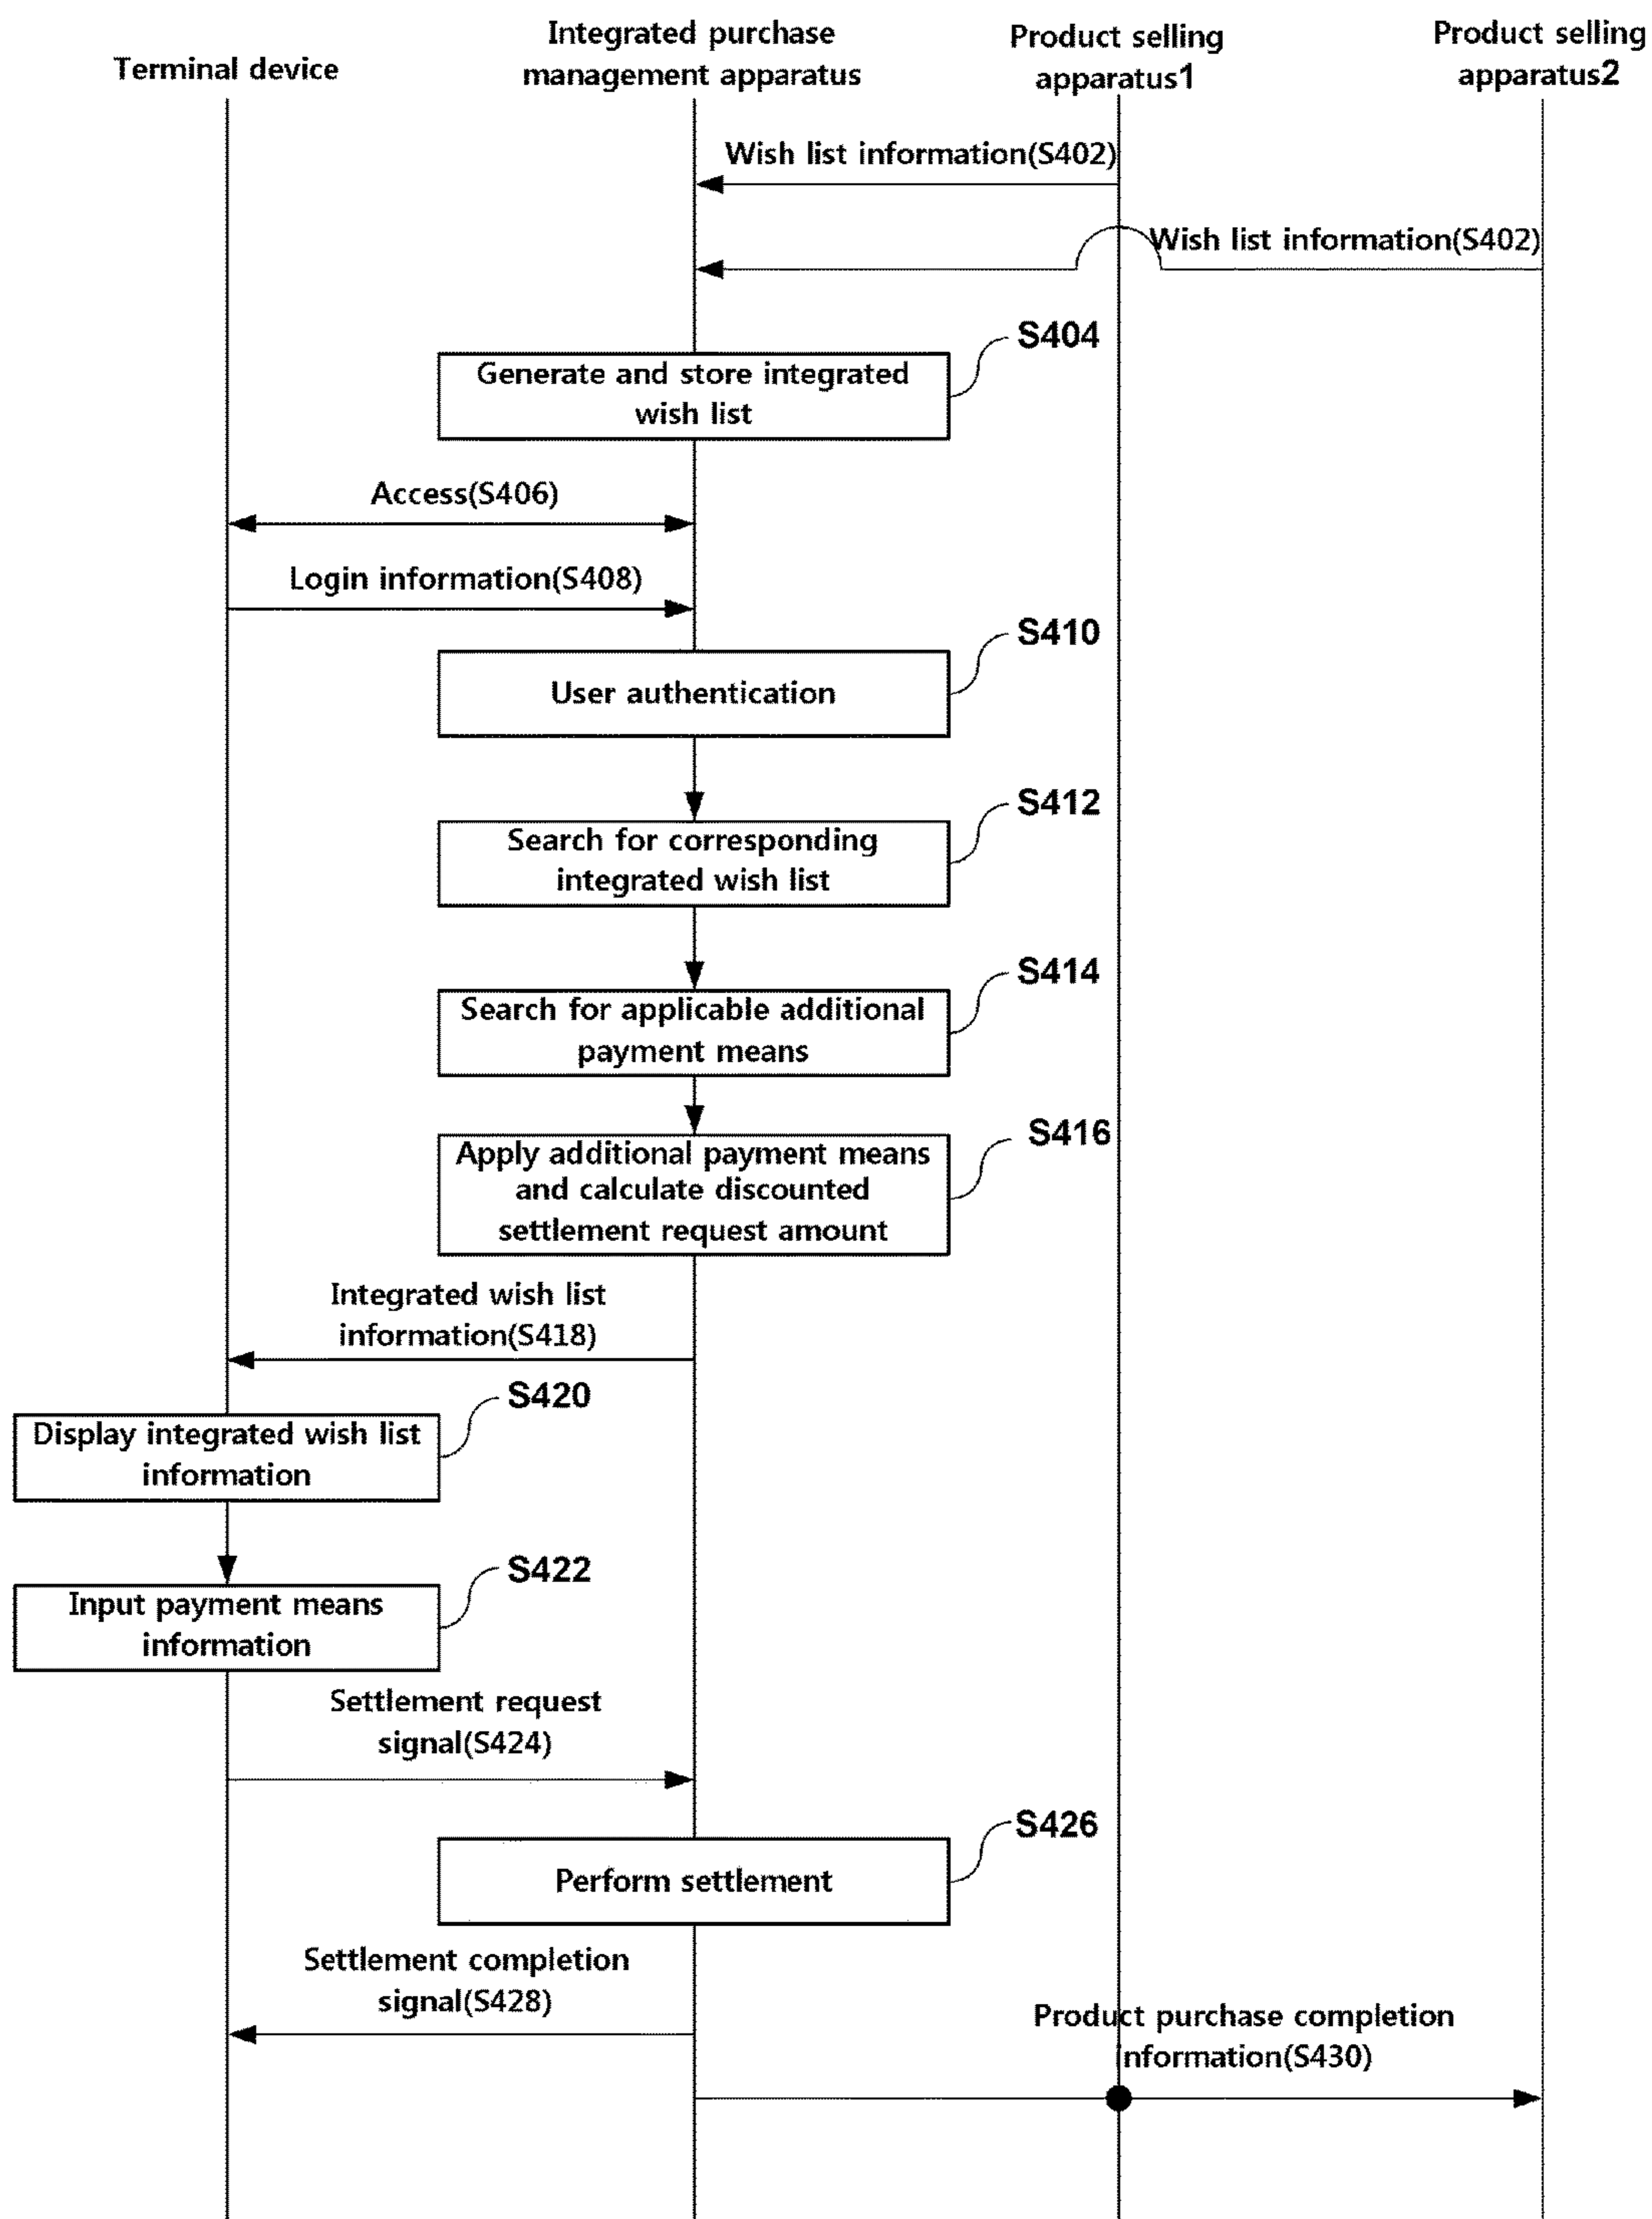 Terminal device
Integrated purchase
management apparatus
Product selling
apparatus1
Product selling
apparatus2
Wish list information(S402)
Wish list information(S402)
S404
Generate and store integrated
wish list
Access(S406)
Login information(S408)
S410
User authentication
S412
Search for corresponding
integrated wish list
S414
Search for applicable additional
payment means
S416
Apply additional payment means
and calculate discounted
settlement request amount
Integrated wish list
information(S418)
S420
Display integrated wish list
information
S422
Input payment means
information
Settlement request
signal(S424)
S426
Perform settlement
Settlement completion
signal(S428)
Product purchase completion
information(S430)